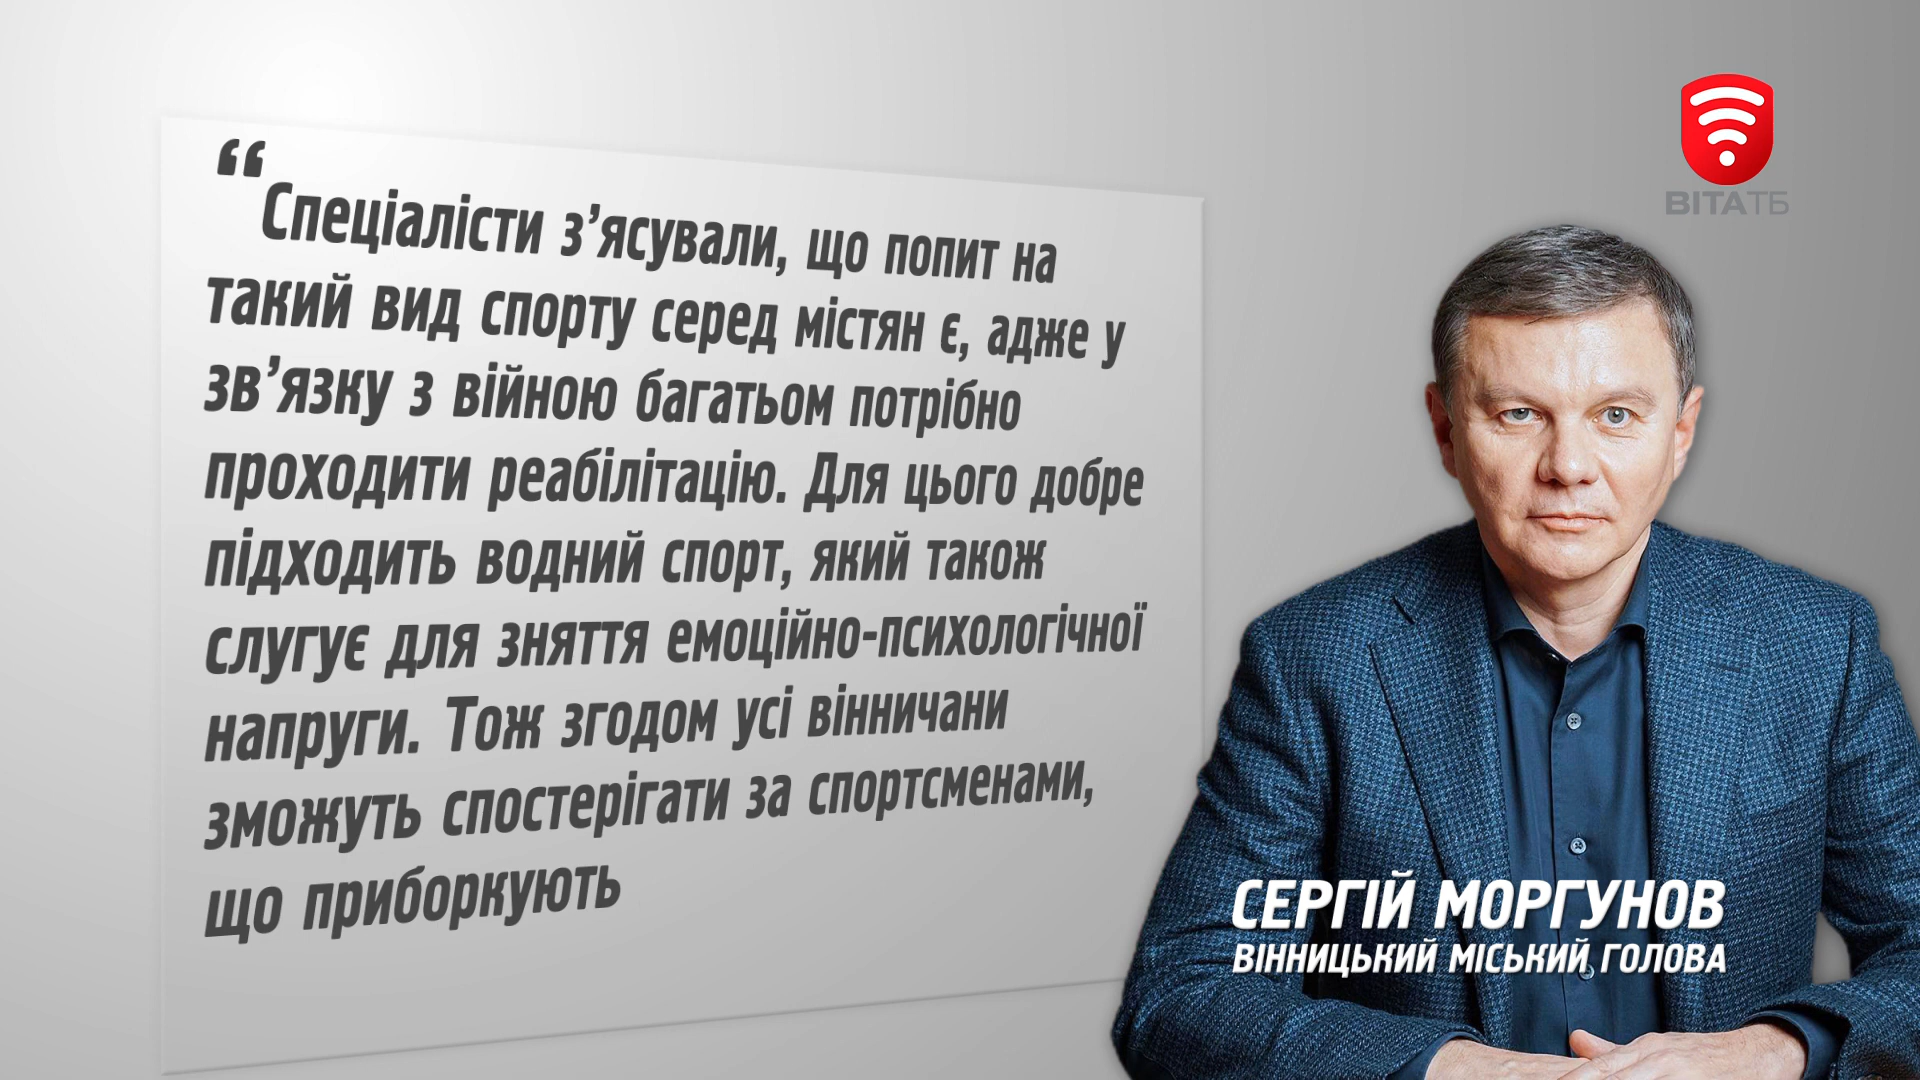 “Спеціалісти з’ясували, що попит на
такий вид спорту серед містян є, адже у
зв’язку з війною багатьом потрібно
проходити реабілітацію. Для цього добре
підходить водний спорт, який також
слугує для зняття емоційно-психологічної
напруги. Тож згодом усі вінничани
зможуть спостерігати за спортсменами,
що приборкують
ВІТАТБ
СЕРГІЙ МОРГУНОВ
ВІННИЦЬКИЙ МІСЬКИЙ ГОЛОВА